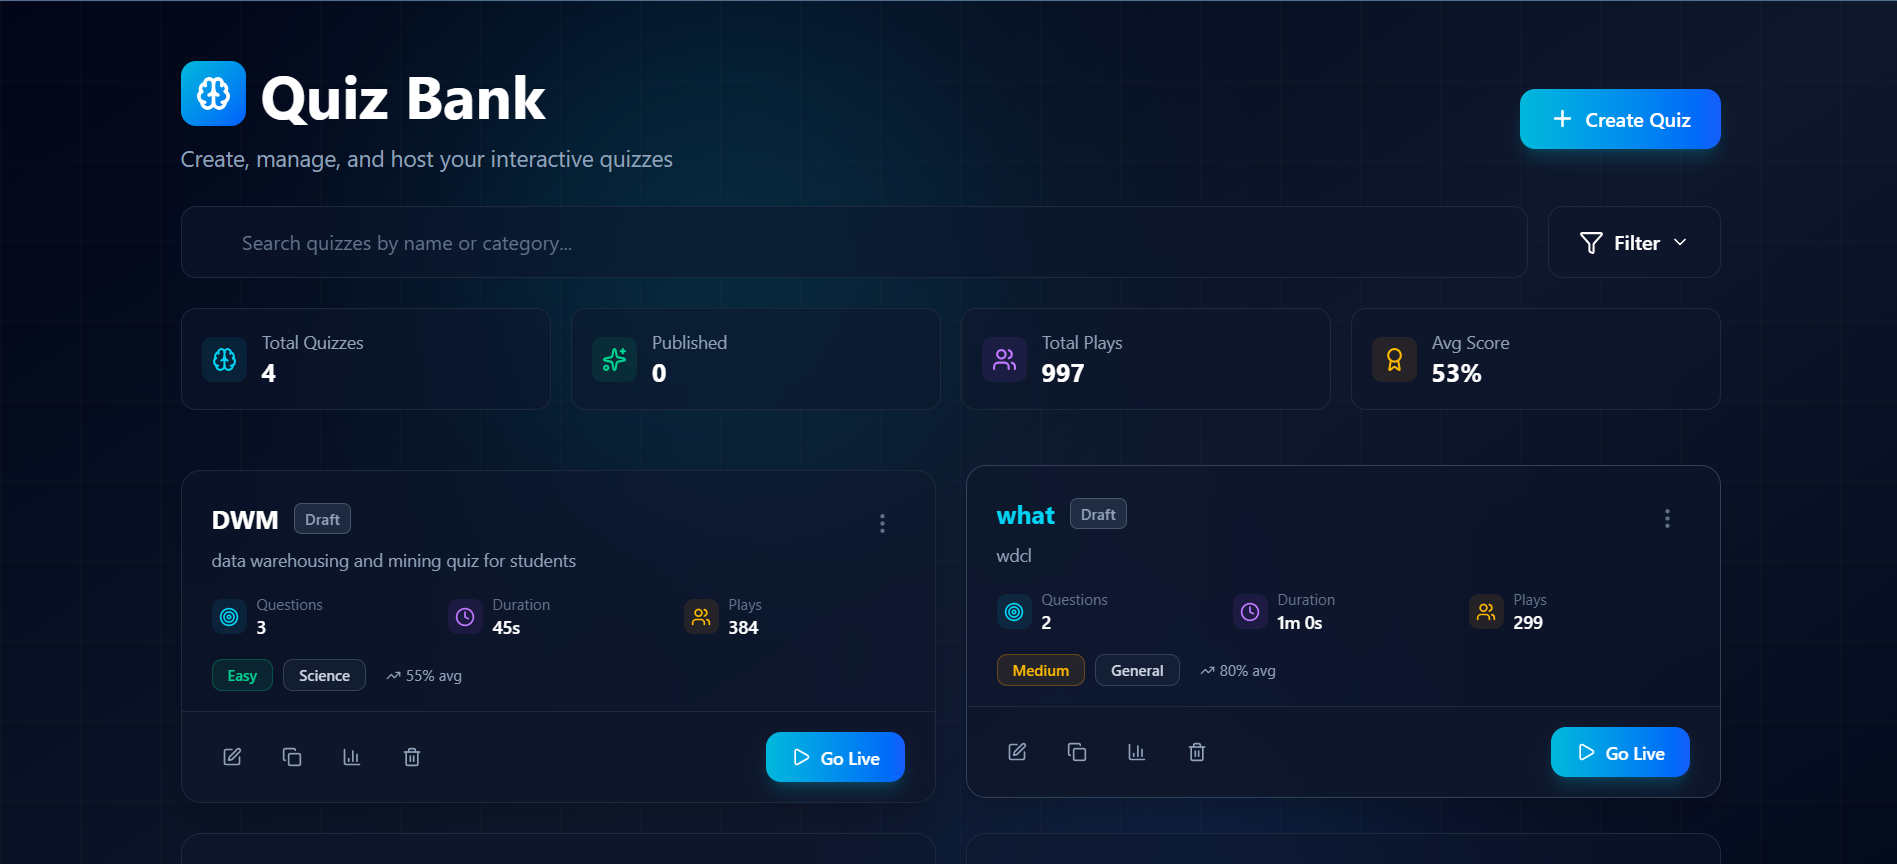 Quiz Bank
Create, manage, and host your interactive quizzes
Create Quiz
Search quizzes by name or category...
Filter
Total Quizzes
4
Published
0
Total Plays
997
Avg Score
53%
DWM Draft
data warehousing and mining quiz for students
Questions
3
Duration
45s
Plays
384
Easy Science 55% avg
Go Live
what Draft
wdcl
Questions
2
Duration
1m 0s
Plays
299
Medium General 80% avg
Go Live